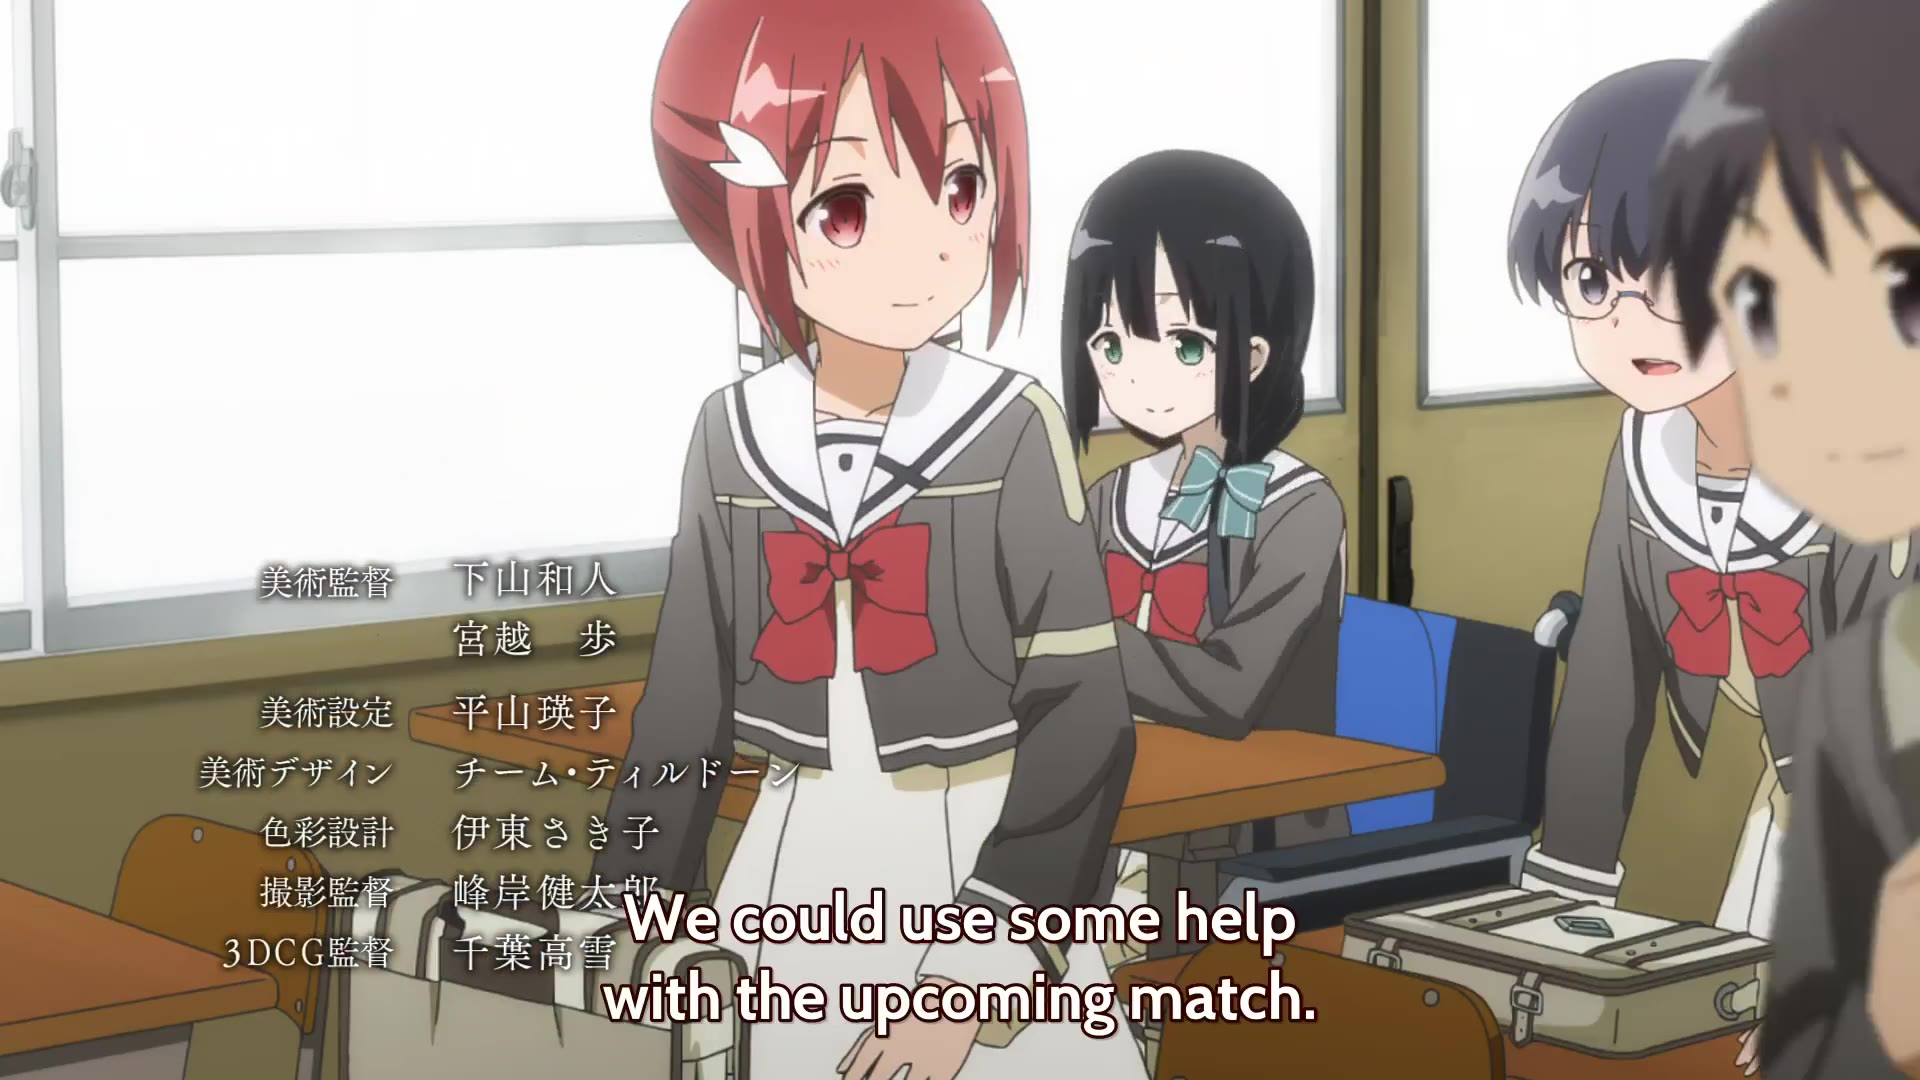 美術監督 下山和人
宮越 歩
美術設定 平山瑛子
美術デザイン チーム・ティルドーン
色彩設計 伊東さき子
撮影監督 峰岸健太郎
3DCG監督 千葉高雪
We could use some help
with the upcoming match.